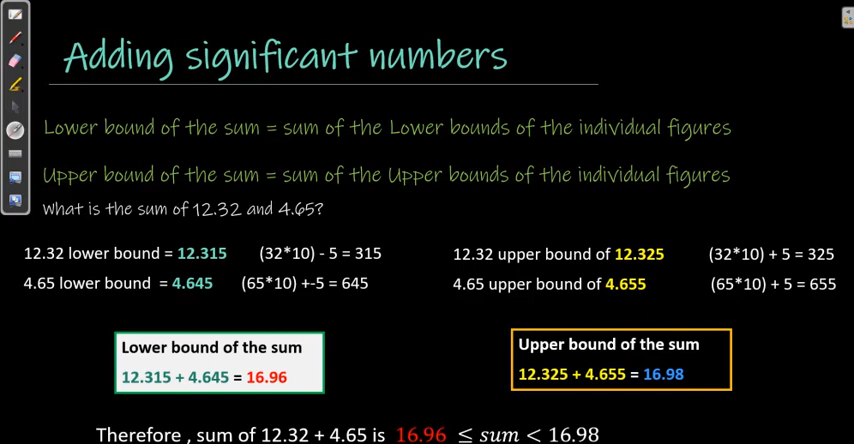 Adding significant numbers
Lower bound of the sum = sum of the Lower bounds of the individual figures
Upper bound of the sum = sum of the Upper bounds of the individual figures
What is the sum of 12.32 and 4.65?
12.32 lower bound = 12.315 (32*10) - 5 = 315
4.65 lower bound = 4.645 (65*10) +-5 = 645
12.32 upper bound of 12.325 (32*10) + 5 = 325
4.65 upper bound of 4.655 (65*10) + 5 = 655
Lower bound of the sum
12.315 + 4.645 = 16.96
Upper bound of the sum
12.325 + 4.655 = 16.98
Therefore , sum of 12.32 + 4.65 is 16.96 ≤ sum < 16.98